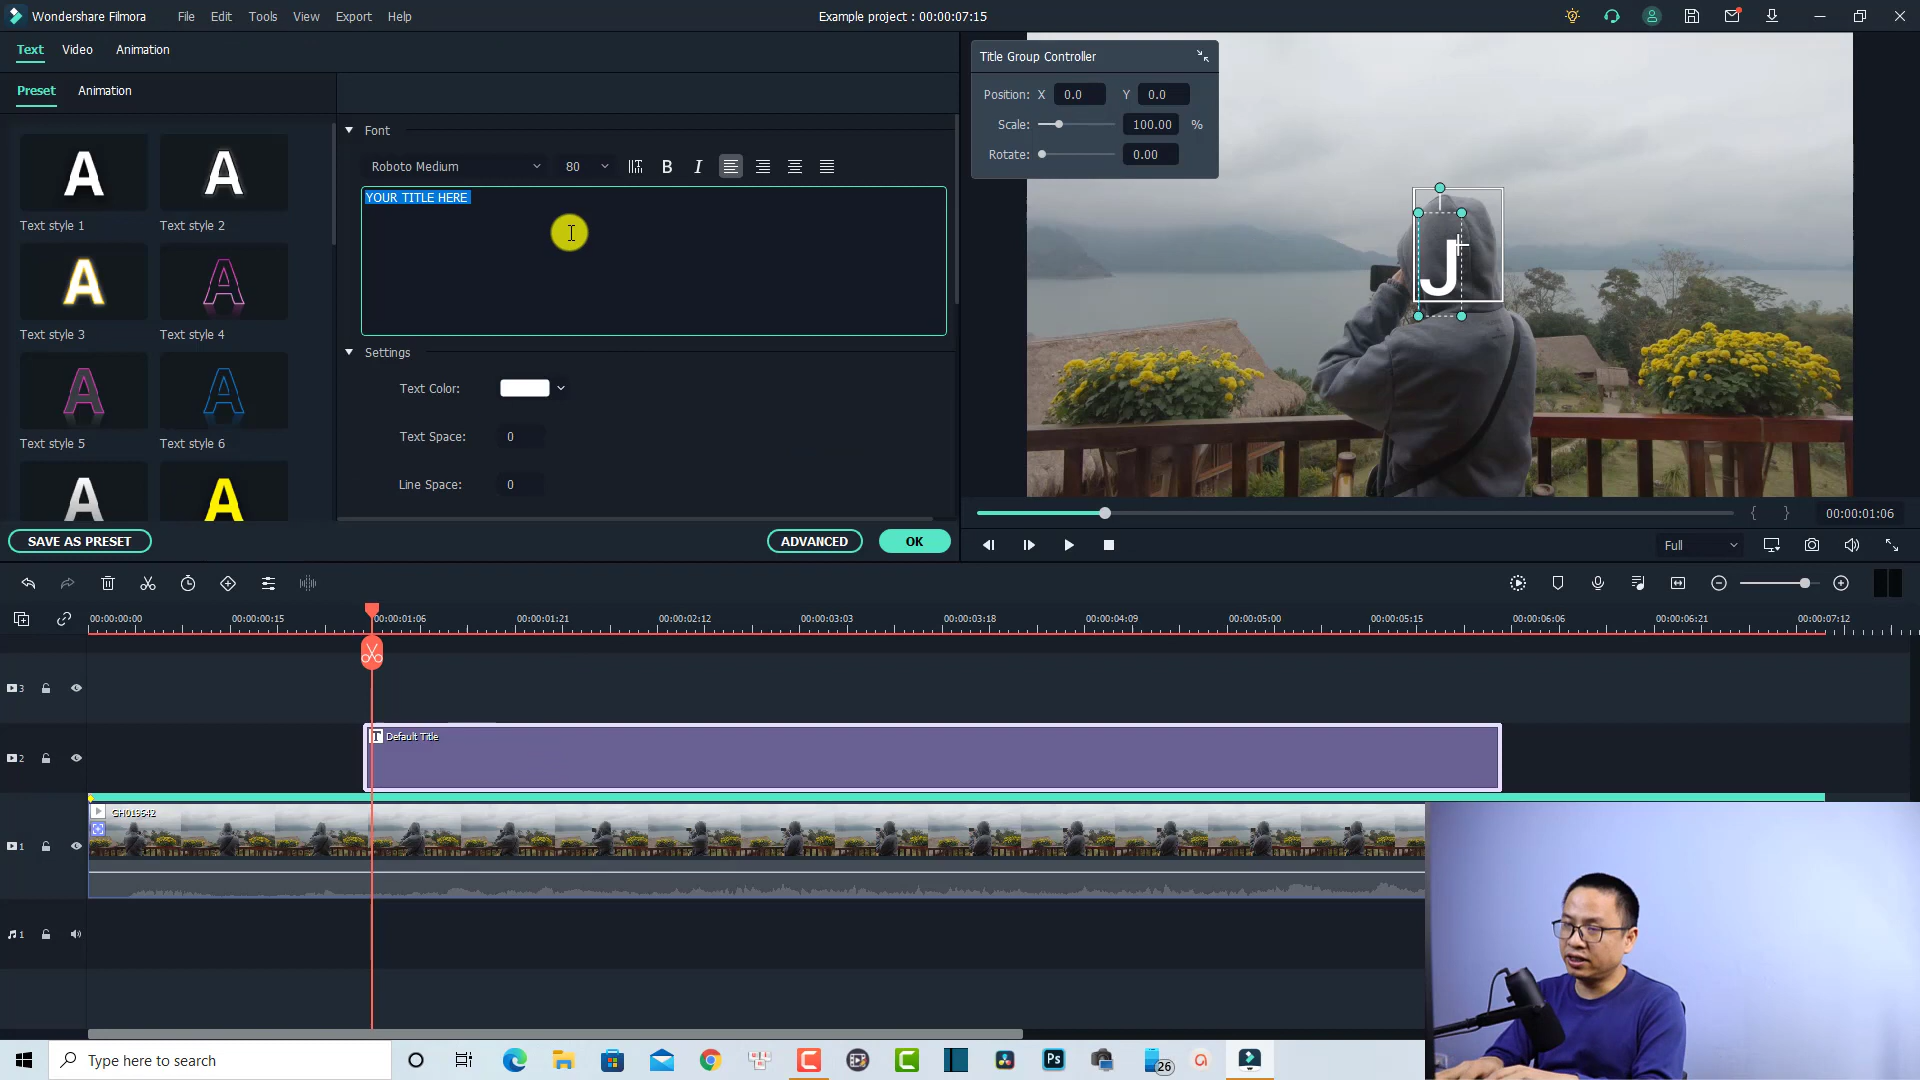 Wondershare Filmora
File Edit Tools View Export Help
Example project : 00:00:07:15
Text Video Animation
Preset Animation
A A
Text style 1 Text style 2
A A
Text style 3 Text style 4
A A
Text style 5 Text style 6
A A
SAVE AS PRESET
Font
Roboto Medium 80 B I
YOUR TITLE HERE
Settings
Text Color:
Text Space: 0
Line Space: 0
ADVANCED OK
Title Group Controller
Position: X 0.0 Y 0.0
Scale: 100.00 %
Rotate: 0.00
J
{ } 00:00:01:06
Full
00:00:00:00 00:00:00:15 00:00:01:06 00:00:01:21 00:00:02:12 00:00:03:03 00:00:03:18 00:00:04:09 00:00:05:00 00:00:05:15 00:00:06:06 00:00:06:21 00:00:07:12
3
2
T Default Title
1
GH019642
1
Type here to search
Ps
26